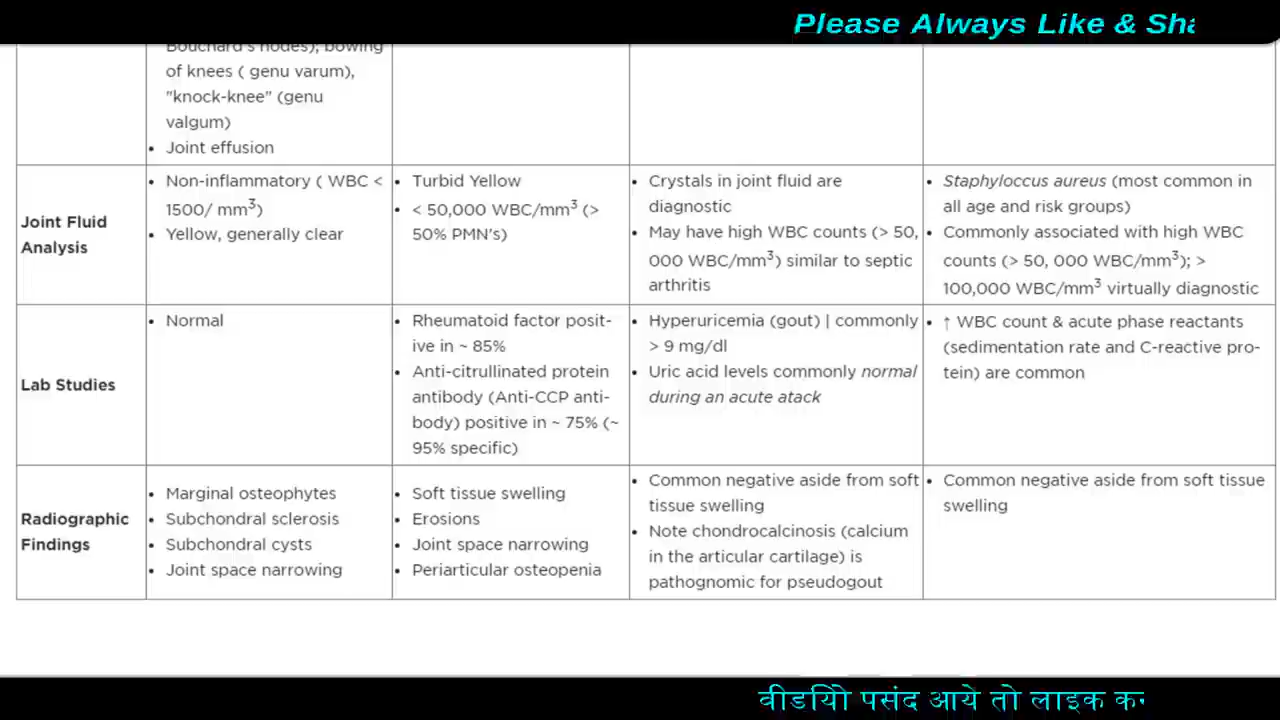 Please Always Like & Sha
Bouchard's nodes); bowing
of knees ( genu varum),
"knock-knee" (genu
valgum)
• Joint effusion
Joint Fluid
Analysis
• Non-inflammatory ( WBC <
1500/ mm³)
• Yellow, generally clear
• Turbid Yellow
• < 50,000 WBC/mm³ (>
50% PMN's)
• Crystals in joint fluid are
diagnostic
• May have high WBC counts (> 50,
000 WBC/mm³) similar to septic
arthritis
• Staphyloccus aureus (most common in
all age and risk groups)
• Commonly associated with high WBC
counts (> 50, 000 WBC/mm³); >
100,000 WBC/mm³ virtually diagnostic
Lab Studies
• Normal
• Rheumatoid factor posit-
ive in ~ 85%
• Anti-citrullinated protein
antibody (Anti-CCP anti-
body) positive in ~ 75% (~
95% specific)
• Hyperuricemia (gout) | commonly
> 9 mg/dl
• Uric acid levels commonly normal
during an acute atack
• ↑ WBC count & acute phase reactants
(sedimentation rate and C-reactive pro-
tein) are common
Radiographic
Findings
• Marginal osteophytes
• Subchondral sclerosis
• Subchondral cysts
• Joint space narrowing
• Soft tissue swelling
• Erosions
• Joint space narrowing
• Periarticular osteopenia
• Common negative aside from soft
tissue swelling
• Note chondrocalcinosis (calcium
in the articular cartilage) is
pathognomic for pseudogout
• Common negative aside from soft tissue
swelling
वीडियो पसंद आये तो लाइक कर